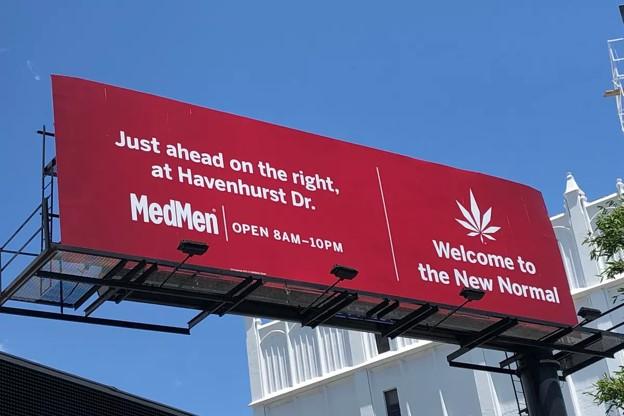 Just ahead on the right,
at Havenhurst Dr.
MedMen
OPEN 8AM–10PM
Welcome to
the New Normal